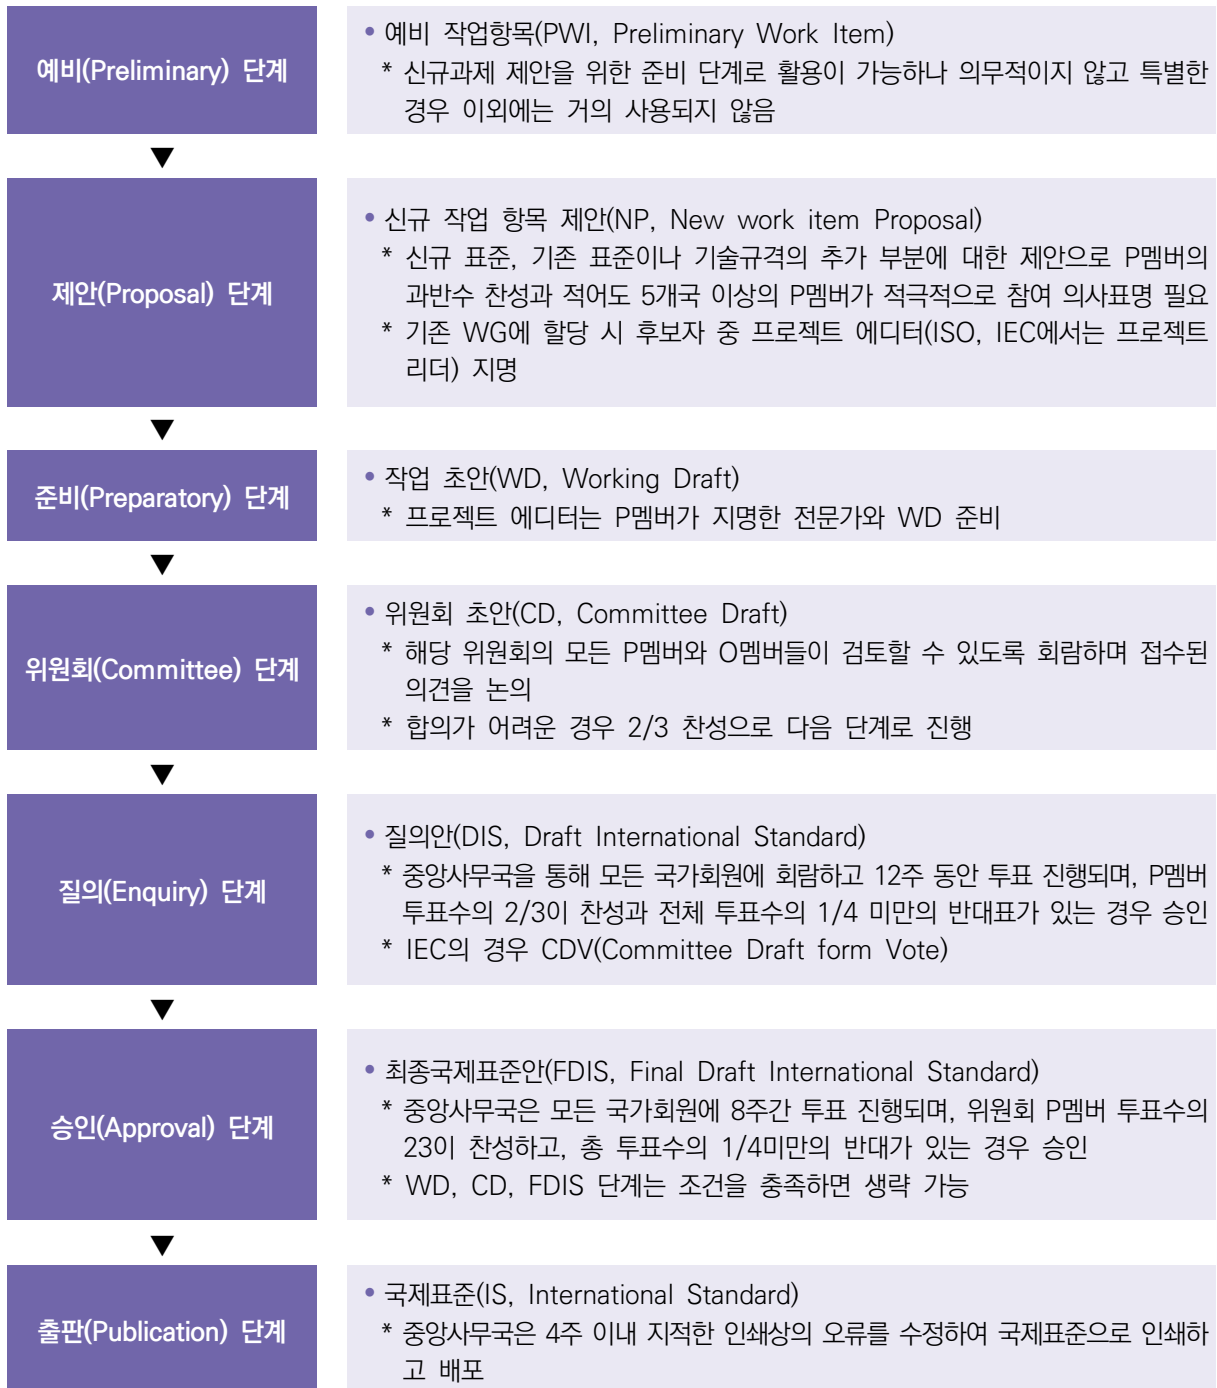 예비(Preliminary) 단계
• 예비 작업항목(PWI, Preliminary Work Item)
* 신규과제 제안을 위한 준비 단계로 활용이 가능하나 의무적이지 않고 특별한
경우 이외에는 거의 사용되지 않음
▼
제안(Proposal) 단계
• 신규 작업 항목 제안(NP, New work item Proposal)
* 신규 표준, 기존 표준이나 기술규격의 추가 부분에 대한 제안으로 P멤버의
과반수 찬성과 적어도 5개국 이상의 P멤버가 적극적으로 참여 의사표명 필요
* 기존 WG에 할당 시 후보자 중 프로젝트 에디터(ISO, IEC에서는 프로젝트
리더) 지명
▼
준비(Preparatory) 단계
• 작업 초안(WD, Working Draft)
* 프로젝트 에디터는 P멤버가 지명한 전문가와 WD 준비
▼
위원회(Committee) 단계
• 위원회 초안(CD, Committee Draft)
* 해당 위원회의 모든 P멤버와 O멤버들이 검토할 수 있도록 회람하며 접수된
의견을 논의
* 합의가 어려운 경우 2/3 찬성으로 다음 단계로 진행
▼
질의(Enquiry) 단계
• 질의안(DIS, Draft International Standard)
* 중앙사무국을 통해 모든 국가회원에 회람하고 12주 동안 투표 진행되며, P멤버
투표수의 2/3이 찬성과 전체 투표수의 1/4 미만의 반대표가 있는 경우 승인
* IEC의 경우 CDV(Committee Draft form Vote)
▼
승인(Approval) 단계
• 최종국제표준안(FDIS, Final Draft International Standard)
* 중앙사무국은 모든 국가회원에 8주간 투표 진행되며, 위원회 P멤버 투표수의
23이 찬성하고, 총 투표수의 1/4미만의 반대가 있는 경우 승인
* WD, CD, FDIS 단계는 조건을 충족하면 생략 가능
▼
출판(Publication) 단계
• 국제표준(IS, International Standard)
* 중앙사무국은 4주 이내 지적한 인쇄상의 오류를 수정하여 국제표준으로 인쇄하
고 배포